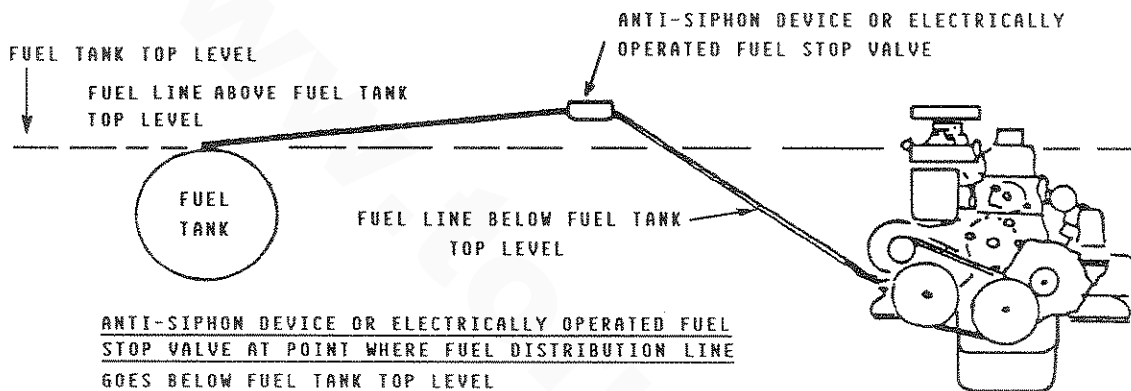 ANTI-SIPHON DEVICE OR ELECTRICALLY
OPERATED FUEL STOP VALVE
FUEL TANK TOP LEVEL
FUEL LINE ABOVE FUEL TANK
TOP LEVEL
FUEL
TANK
FUEL LINE BELOW FUEL TANK
TOP LEVEL
ANTI-SIPHON DEVICE OR ELECTRICALLY OPERATED FUEL
STOP VALVE AT POINT WHERE FUEL DISTRIBUTION LINE
GOES BELOW FUEL TANK TOP LEVEL